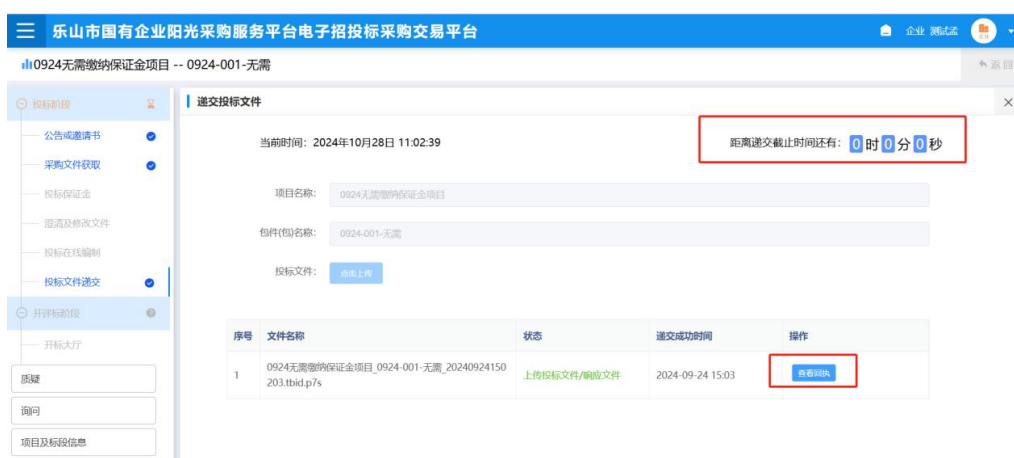 乐山市国有企业阳光采购服务平台电子招投标采购交易平台
企业 测试孟
0924无需缴纳保证金项目 -- 0924-001-无需
返回
投标阶段
递交投标文件
公告或邀请书
当前时间：2024年10月28日 11:02:39
距离递交截止时间还有：0时0分0秒
采购文件获取
投标保证金
项目名称：
0924无需缴纳保证金项目
澄清及修改文件
包件(包)名称：
0924-001-无需
投标在线编制
投标文件：
点击上传
投标文件递交
开评标阶段
序号 文件名称 状态 递交成功时间 操作
开标大厅
1 0924无需缴纳保证金项目_0924-001-无需_20240924150
203.tbid.p7s
上传投标文件/响应文件 2024-09-24 15:03 查看回执
质疑
询问
项目及标段信息